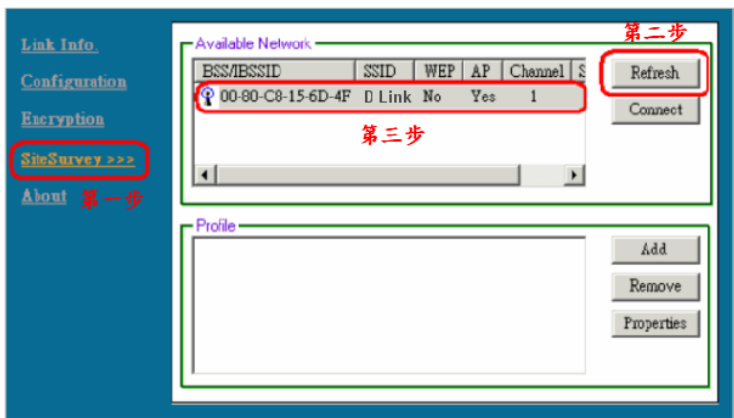 Link Info.
Configuration
Encryption
SiteSurvey >>>
About 第一步
第二步
Available Network
BSS/IBSSID SSID WEP AP Channel S
00-80-C8-15-6D-4F D Link No Yes 1
第三步
Refresh
Connect
Profile
Add
Remove
Properties